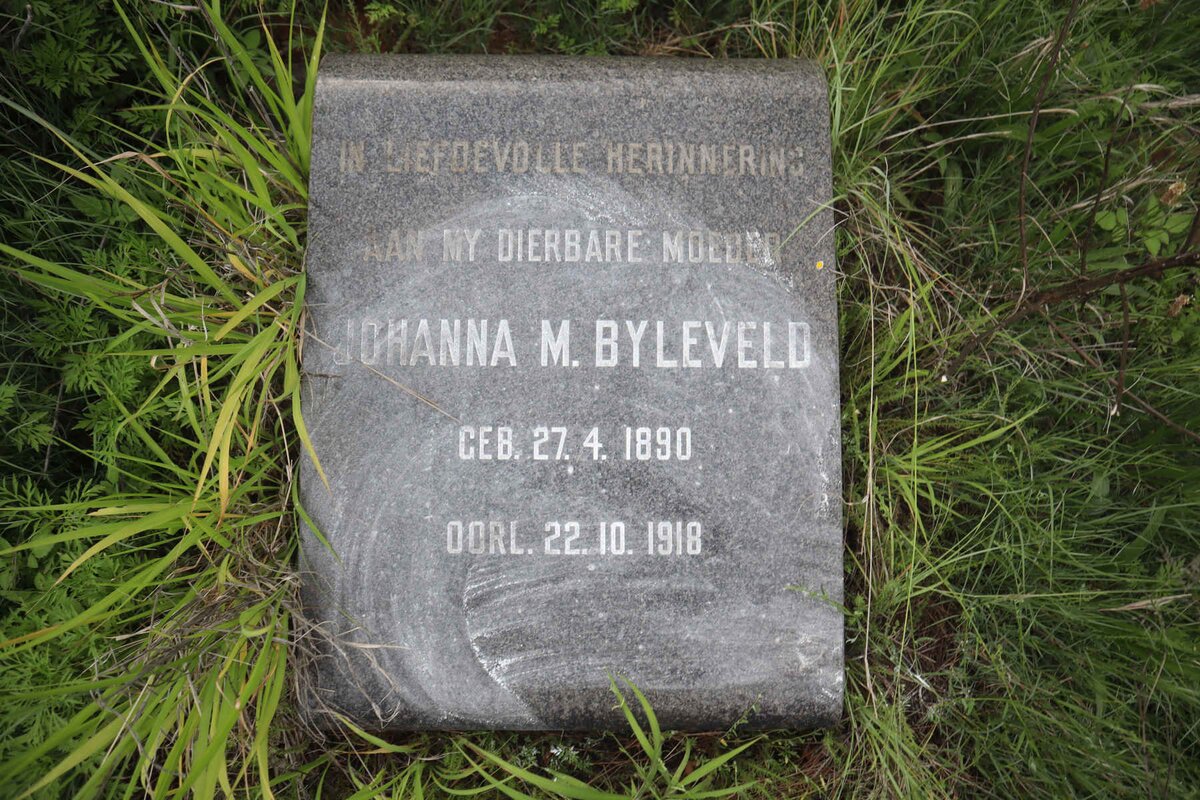 IN LIEFDEVOLLE HERINNERING
AAN MY DIERBARE MOEDER
JOHANNA M. BYLEVELD
GEB. 27. 4. 1890
OORL. 22. 10. 1918